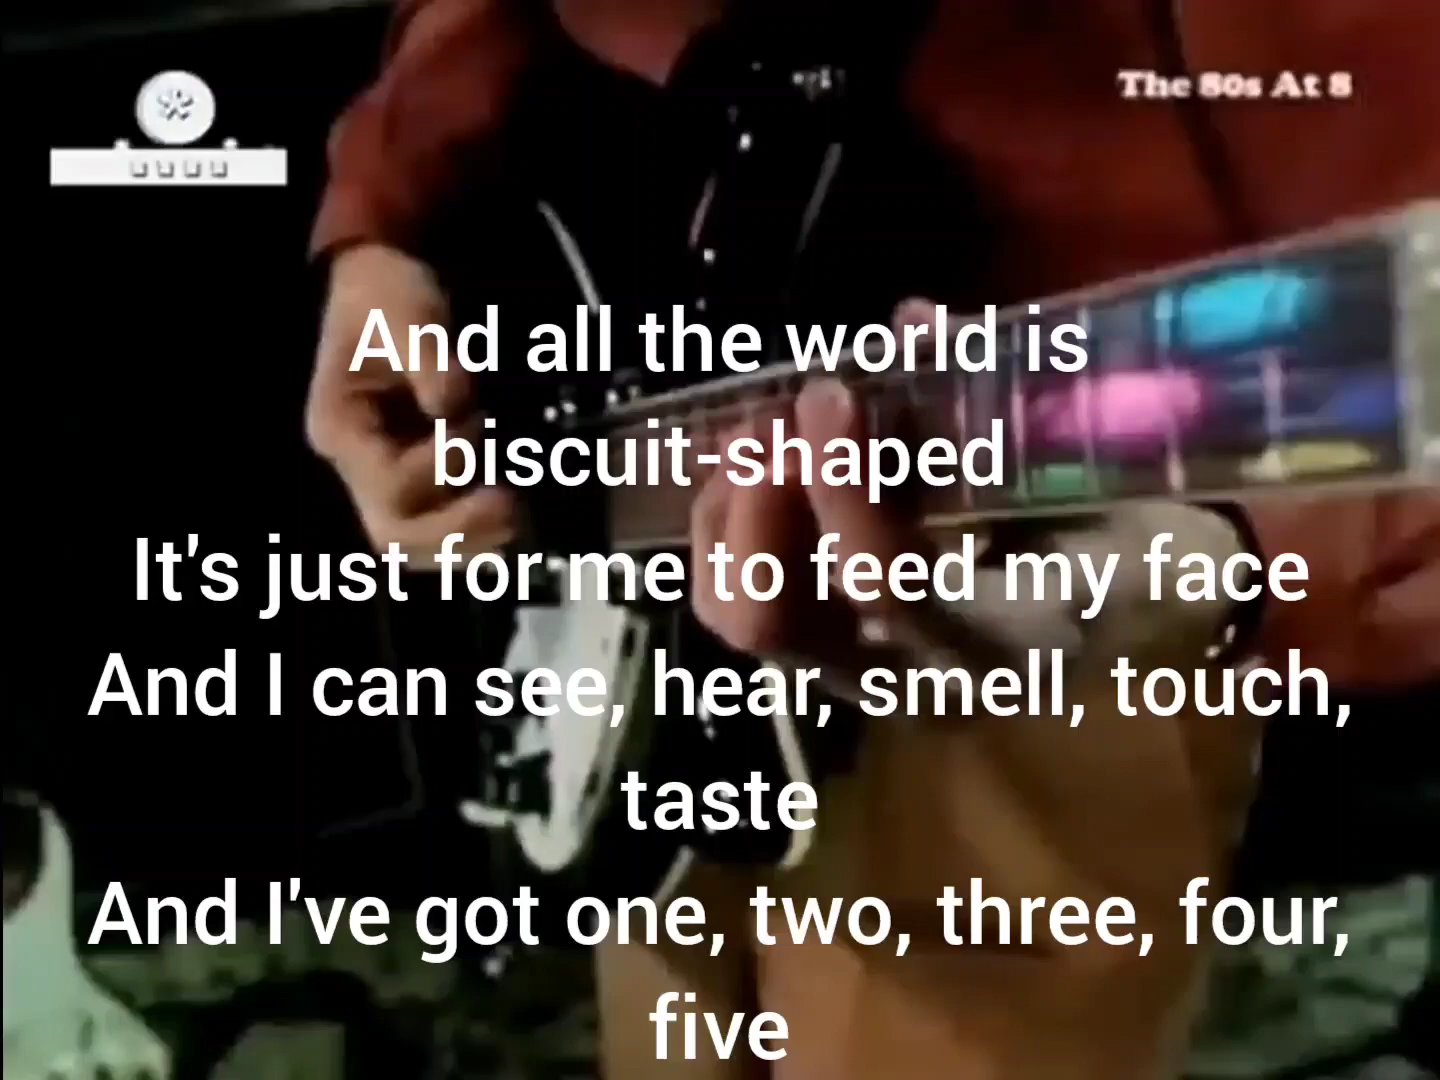 The 80s At 8
And all the world is
biscuit-shaped
It's just for me to feed my face
And I can see, hear, smell, touch,
taste
And I've got one, two, three, four,
five